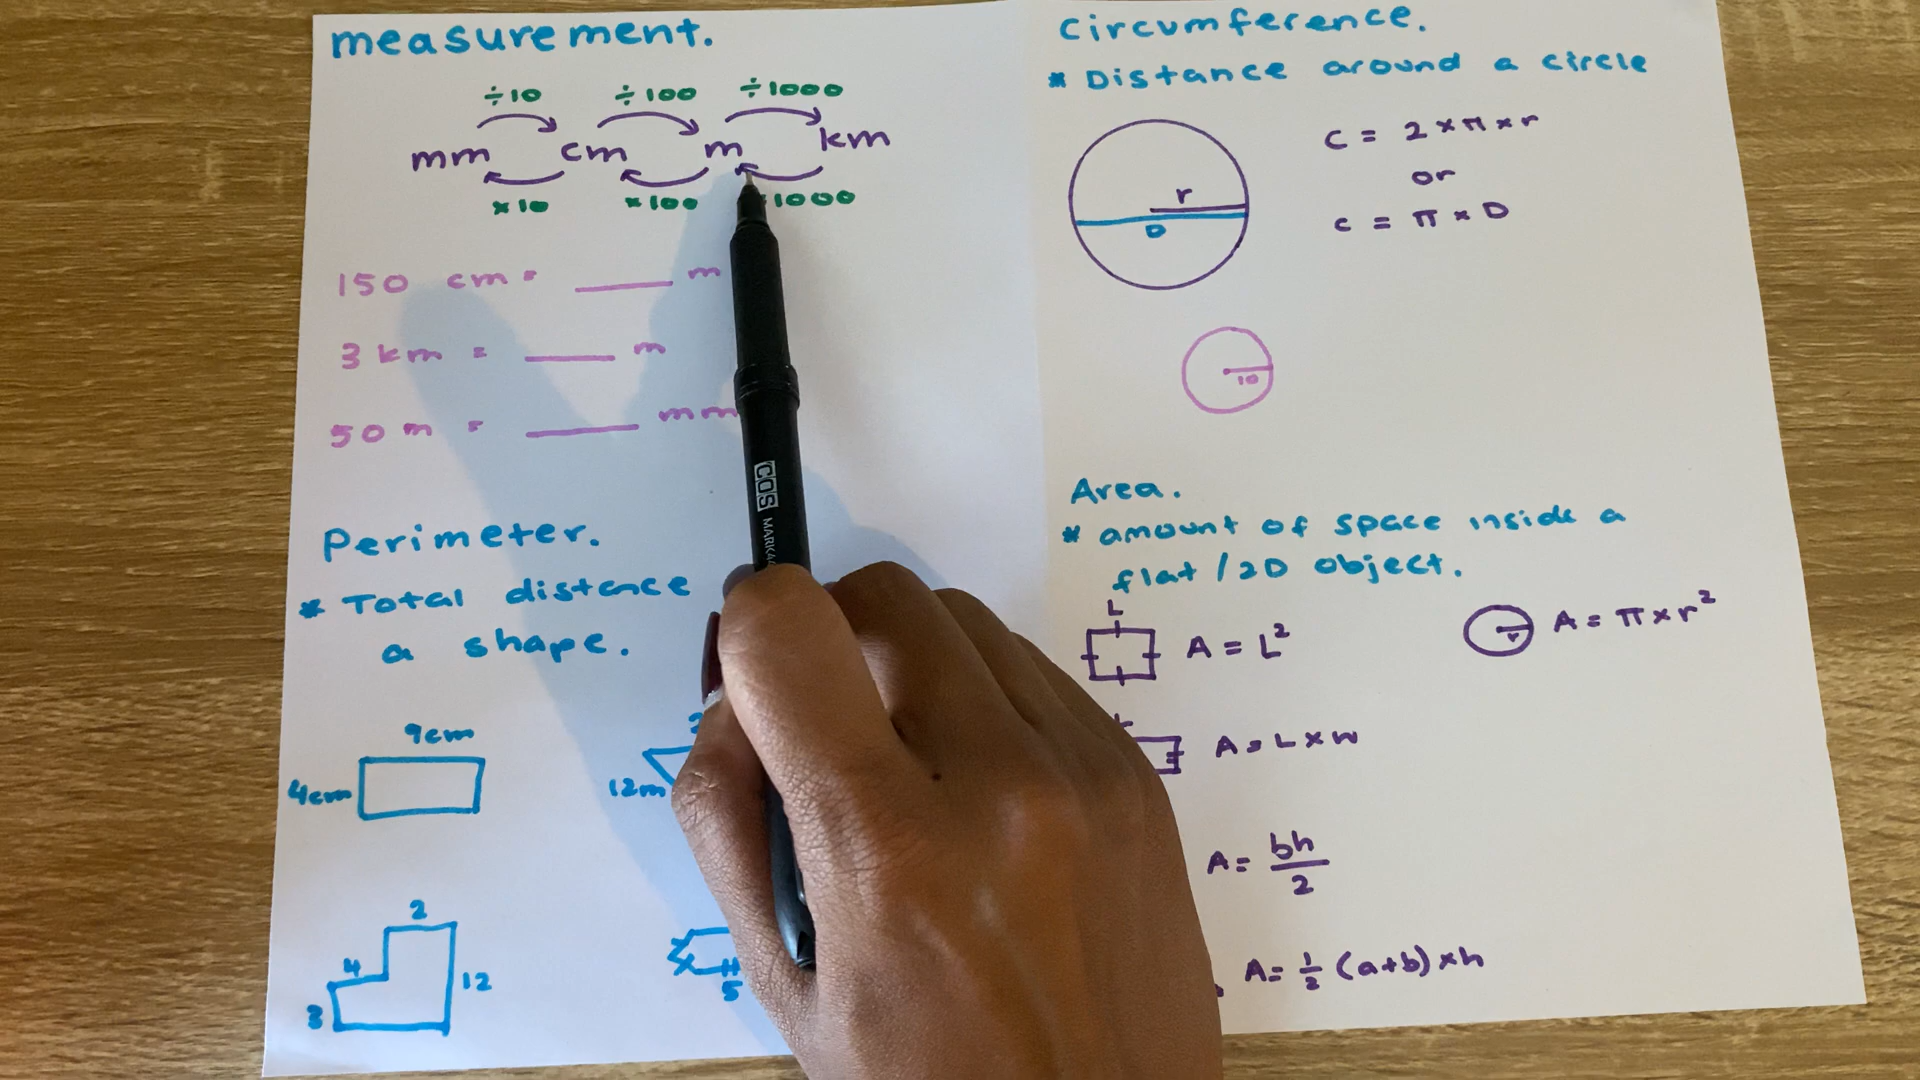 measurement.
÷10 ÷100 ÷1000
mm cm m km
×10 ×100 1000
150 cm = ____ m
3 km = ____ m
50 m = ____ mm
Perimeter.
* Total distance
a shape.
9cm
4cm
12m
2
4
12
3
5
COS MARK
Circumference.
* Distance around a circle
r
D
C = 2 × π × r
or
C = π × D
10
Area.
* amount of space inside a
flat / 2D object.
L
A = L²
r
A = π × r²
A = L × W
A = bh/2
A = ½ (a+b) × h